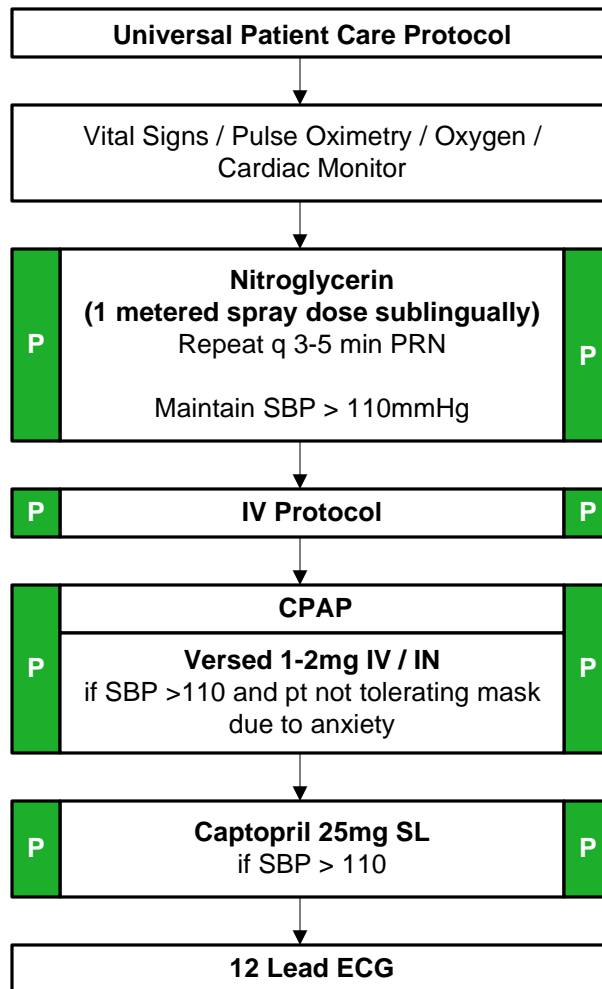 Universal Patient Care Protocol
Vital Signs / Pulse Oximetry / Oxygen /
Cardiac Monitor
P
Nitroglycerin
(1 metered spray dose sublingually)
Repeat q 3-5 min PRN
Maintain SBP > 110mmHg
P
P
IV Protocol
P
P
CPAP
Versed 1-2mg IV / IN
if SBP >110 and pt not tolerating mask
due to anxiety
P
P
Captopril 25mg SL
if SBP > 110
P
12 Lead ECG